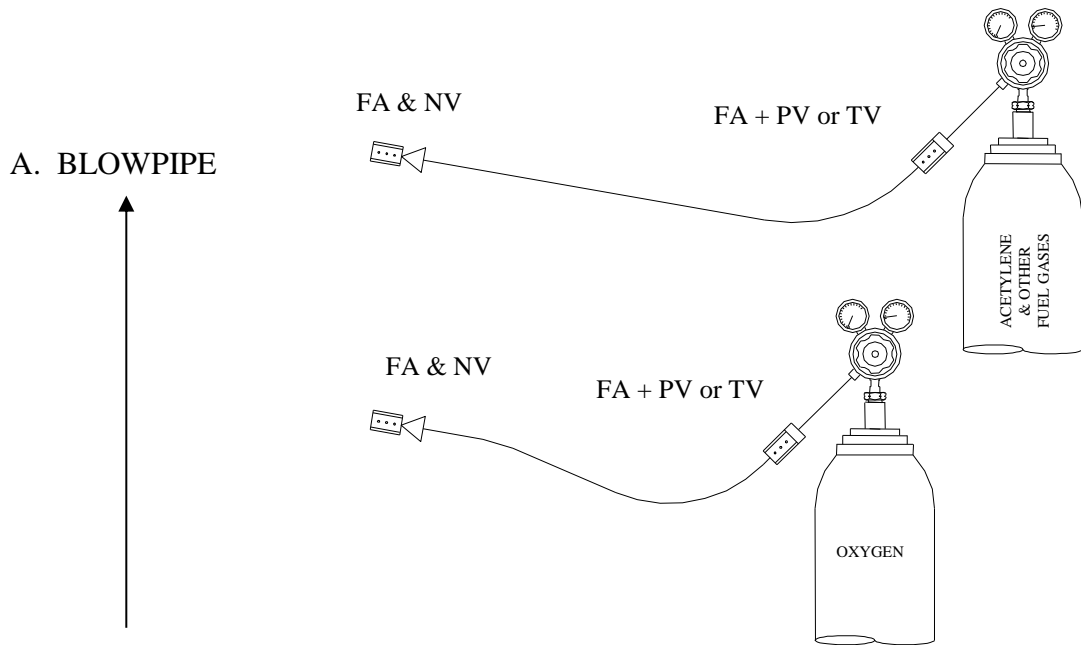 FA & NV
FA + PV or TV
A. BLOWPIPE
ACETYLENE
& OTHER
FUEL GASES
FA & NV
FA + PV or TV
OXYGEN